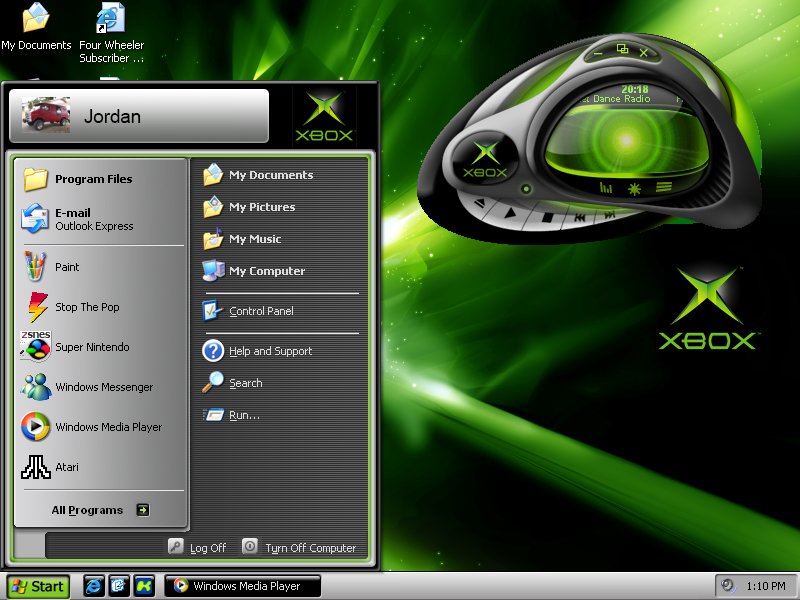 My Documents
Four Wheeler
Subscriber ...
Jordan
XBOX
Program Files
E-mail
Outlook Express
Paint
Stop The Pop
zsnes
Super Nintendo
Windows Messenger
Windows Media Player
Atari
All Programs
My Documents
My Pictures
My Music
My Computer
Control Panel
Help and Support
Search
Run...
Log Off
Turn Off Computer
20:18
Dance Radio
XBOX
XBOX™
Start
Windows Media Player
1:10 PM